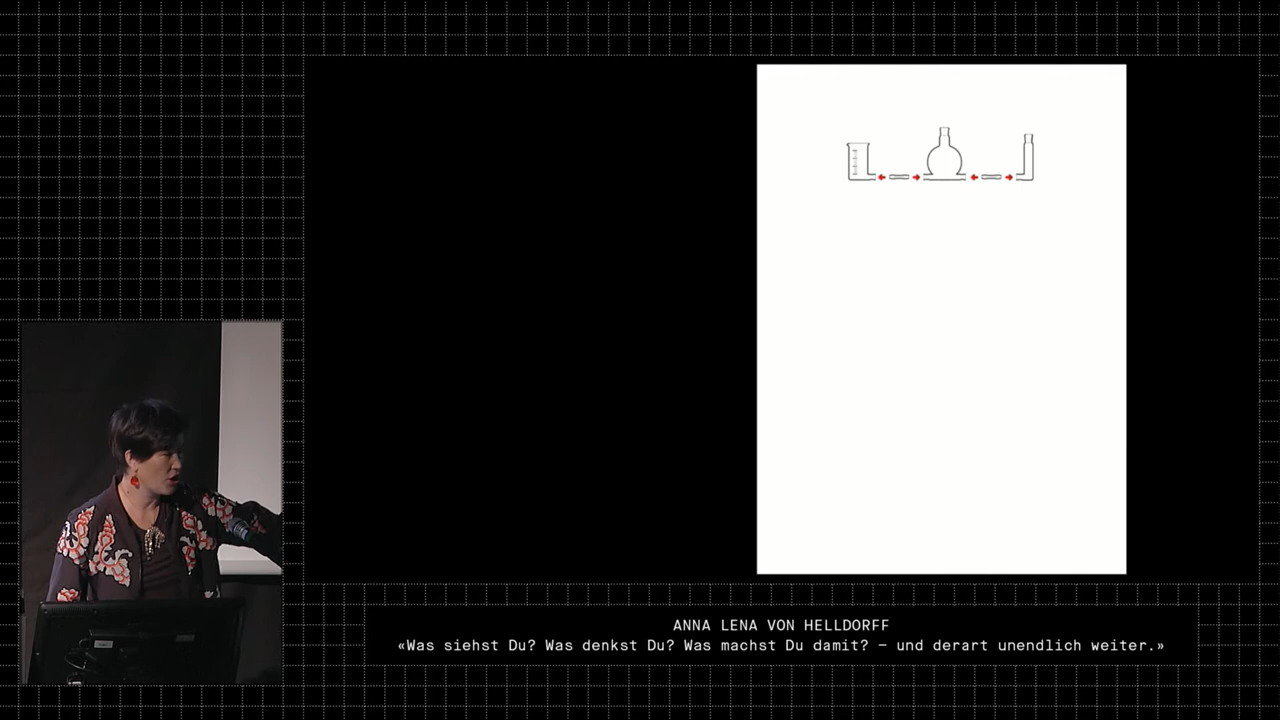 ANNA LENA VON HELLDORFF
«Was siehst Du? Was denkst Du? Was machst Du damit? – und derart unendlich weiter.»